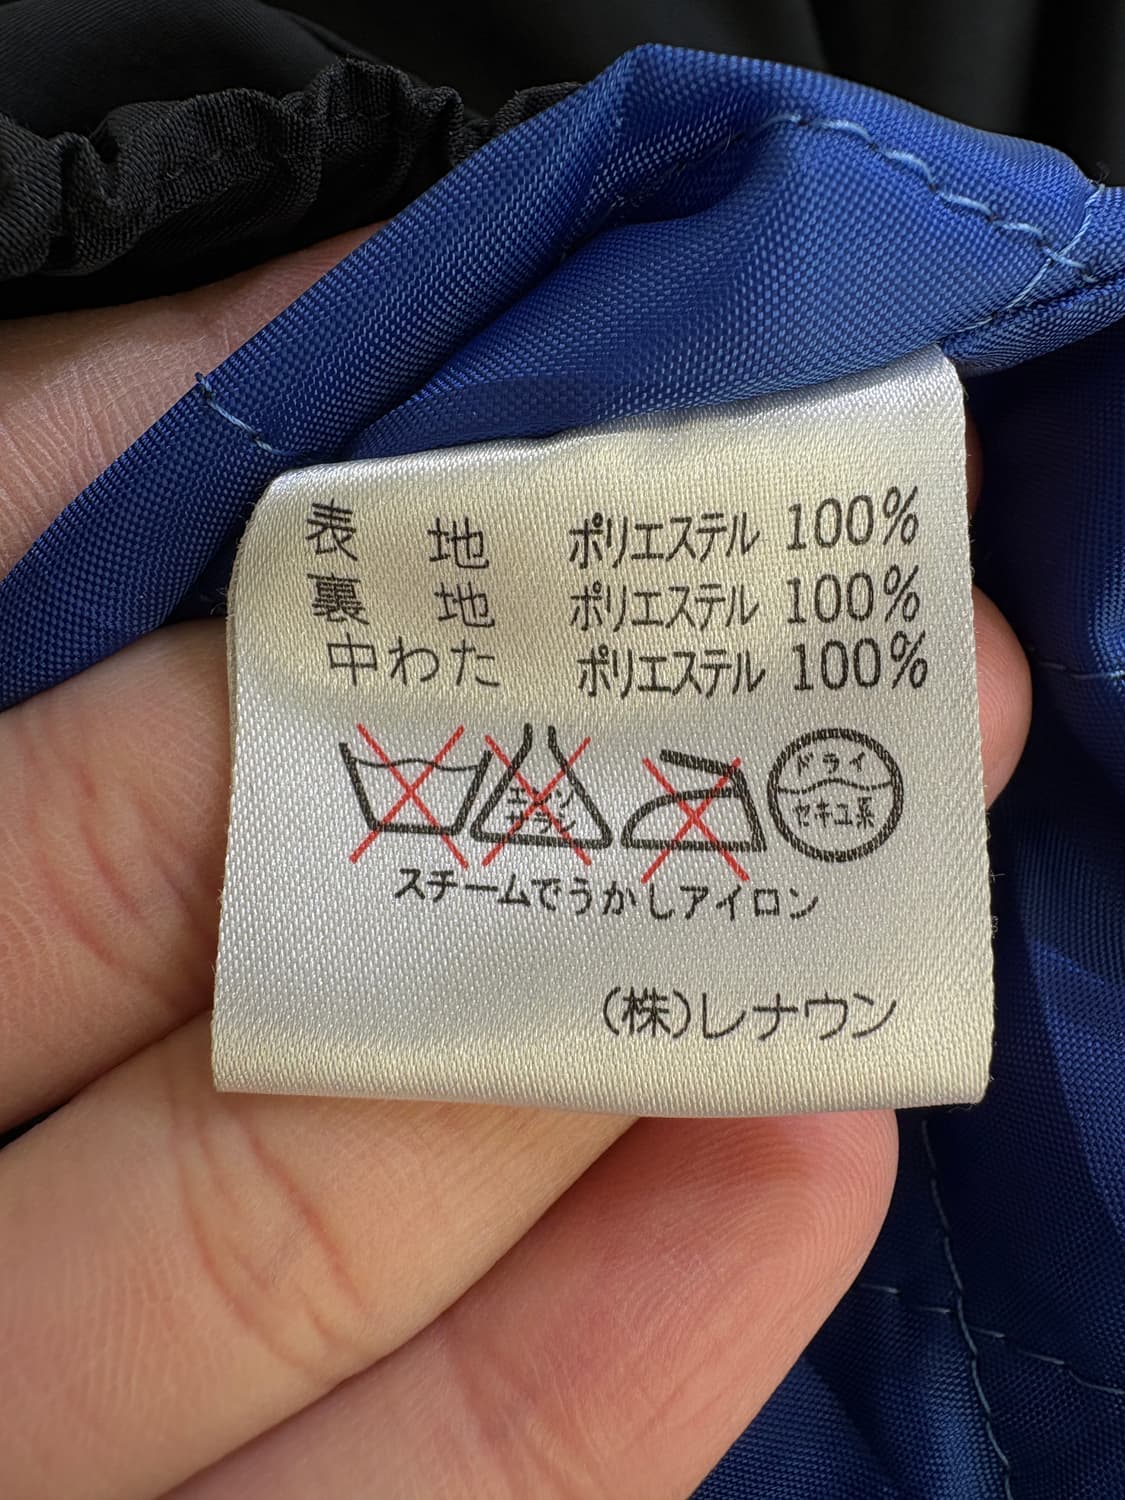 表 地 ポリエステル 100%
裏 地 ポリエステル 100%
中わた ポリエステル 100%
エンソ
サラシ
ドライ
セキユ系
スチームでうかしアイロン
(株)レナウン